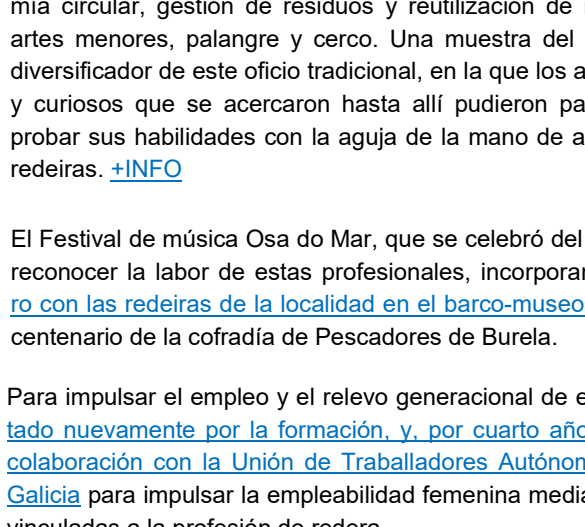 mía circular, gestión de residuos y reutilización de
artes menores, palangre y cerco. Una muestra del
diversificador de este oficio tradicional, en la que los a
y curiosos que se acercaron hasta allí pudieron pa
probar sus habilidades con la aguja de la mano de a
redeiras. +INFO
El Festival de música Osa do Mar, que se celebró del
reconocer la labor de estas profesionales, incorporar
ro con las redeiras de la localidad en el barco-museo
centenario de la cofradía de Pescadores de Burela.
Para impulsar el empleo y el relevo generacional de e
tado nuevamente por la formación, y, por cuarto año
colaboración con la Unión de Traballadores Autónom
Galicia para impulsar la empleabilidad femenina media
vinculadas a la profesión de redera.